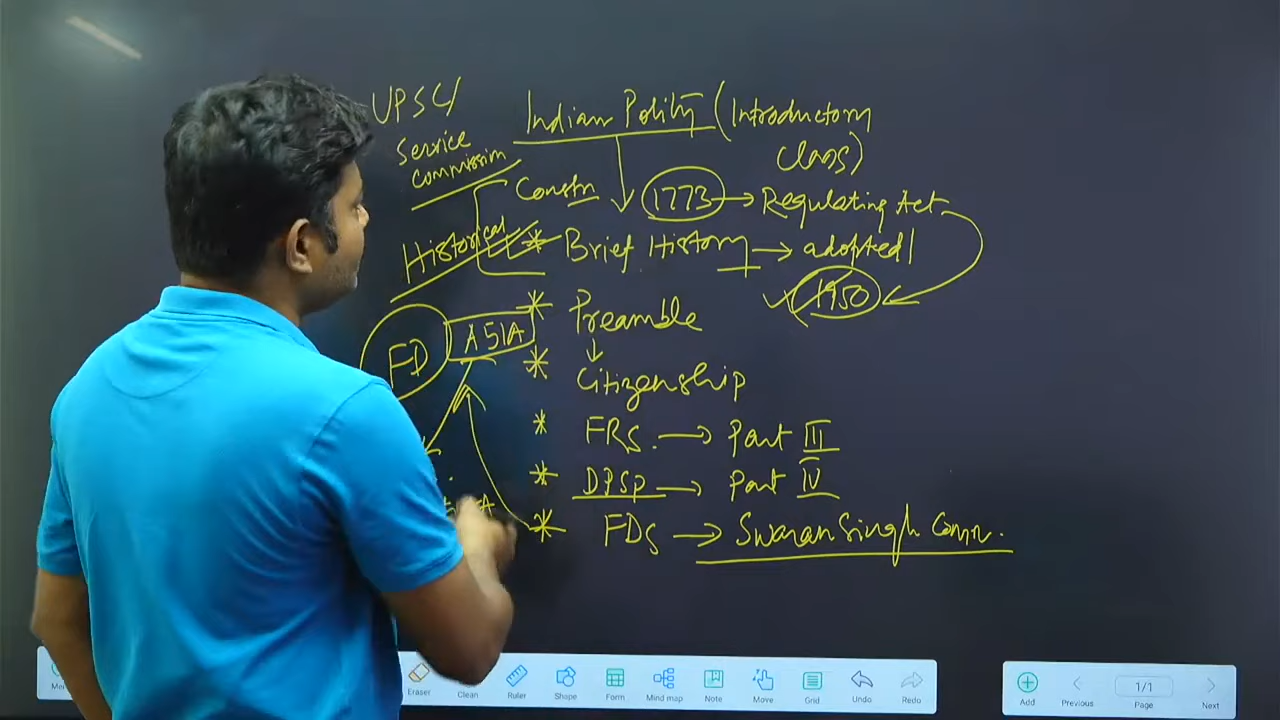 UPSC/
Service
Commission
Indian Polity (Introductory
Class)
Constn
1773 → Regulating Act
Historical
* Brief History → adopted
1950
* Preamble
FD
A 51A
* Citizenship
* FRs. → Part III
* DPSP → Part IV
* FDs → Swaran Singh Comm.
Eraser
Clean
Ruler
Shape
Form
Mind map
Note
Move
Grid
Undo
Redo
Add
Previous
1/1
Page
Next